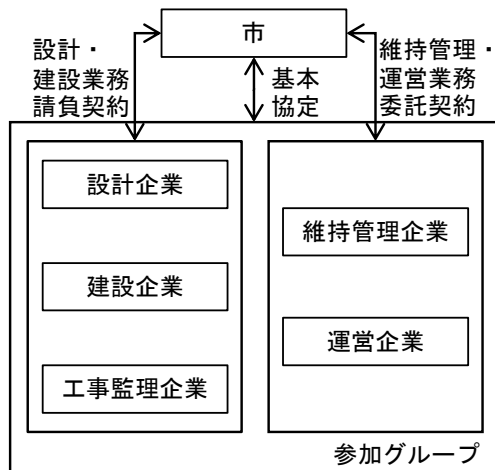 市
設計・
建設業務
請負契約
基本
協定
維持管理・
運営業務
委託契約
設計企業
建設企業
工事監理企業
維持管理企業
運営企業
参加グループ